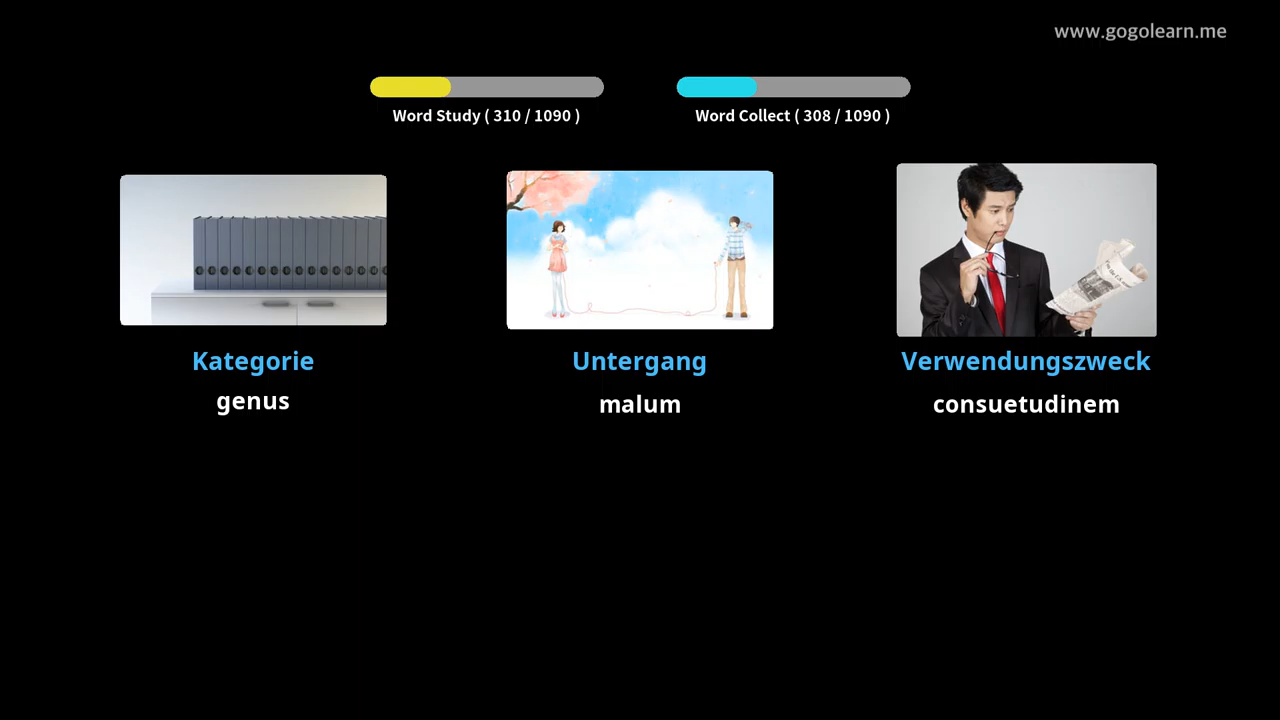 www.gogolearn.me
Word Study ( 310 / 1090 )
Word Collect ( 308 / 1090 )
Kategorie
genus
Untergang
malum
Verwendungszweck
consuetudinem